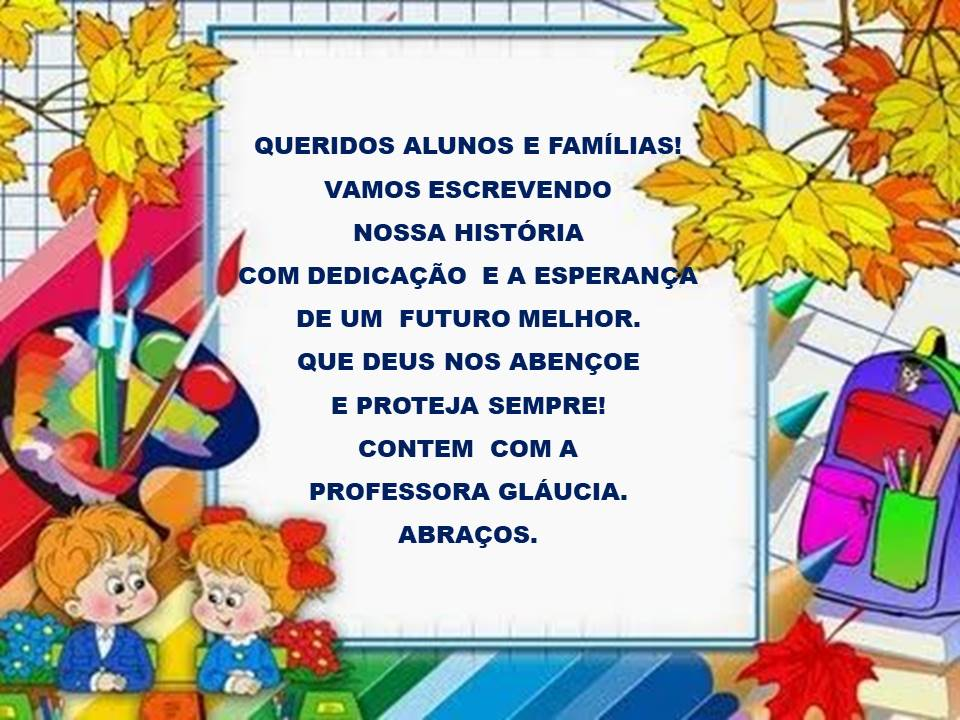 QUERIDOS ALUNOS E FAMÍLIAS!
VAMOS ESCREVENDO
NOSSA HISTÓRIA
COM DEDICAÇÃO E A ESPERANÇA
DE UM FUTURO MELHOR.
QUE DEUS NOS ABENÇOE
E PROTEJA SEMPRE!
CONTEM COM A
PROFESSORA GLÁUCIA.
ABRAÇOS.